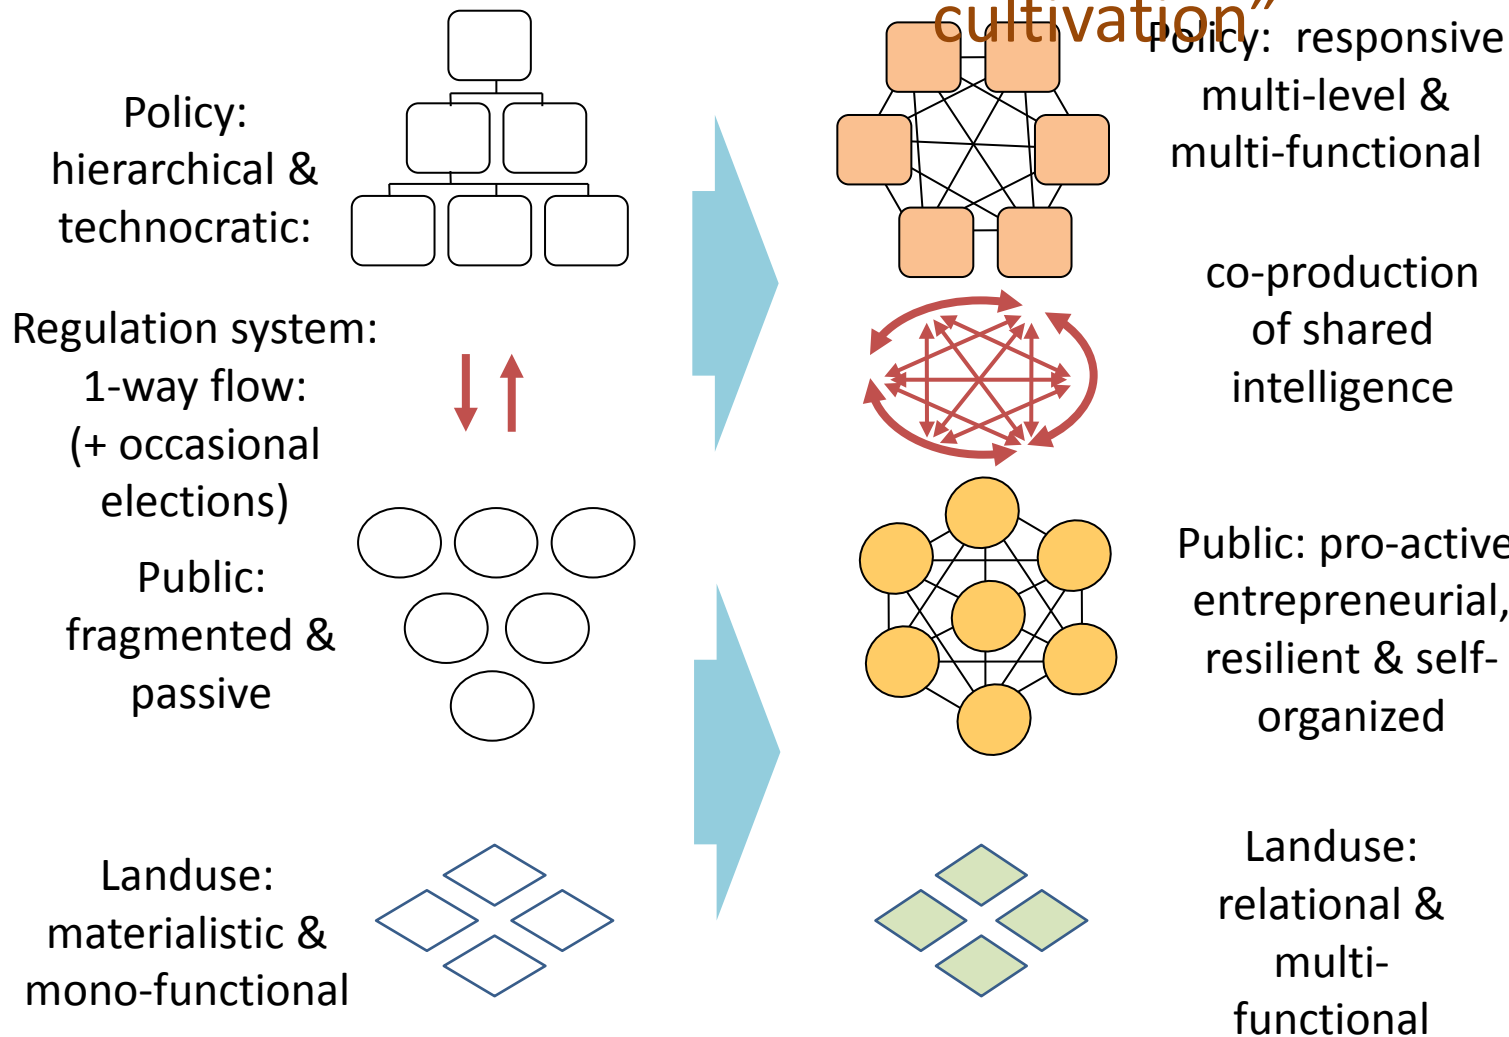 cultivation”
Policy:
hierarchical &
technocratic:
Regulation system:
1-way flow:
(+ occasional
elections)
Public:
fragmented &
passive
Landuse:
materialistic &
mono-functional
Policy:  responsive
multi-level &
multi-functional
co-production
of shared
intelligence
Public: pro-active
entrepreneurial,
resilient & self-
organized
Landuse:
relational &
multi-
functional